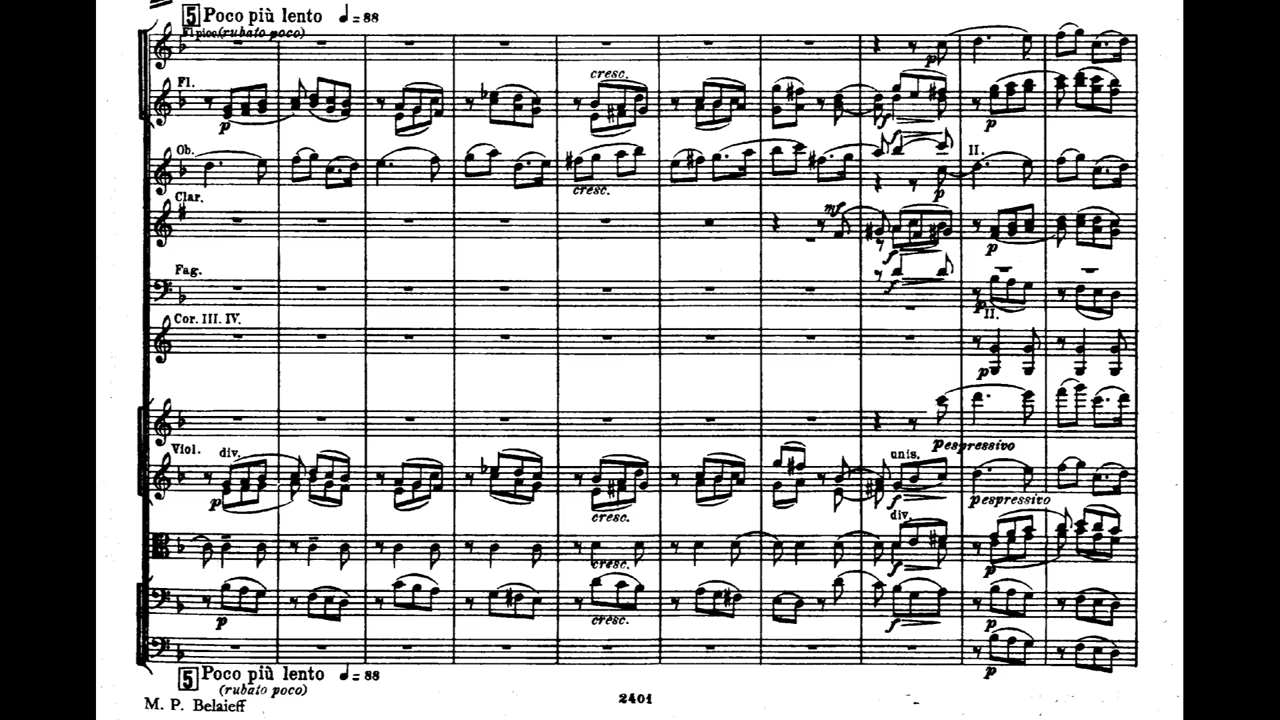 5 Poco più lento ♩= 88
Fl picc(rubato poco)
p
Fl.
cresc.
p
f
p
Ob.
II.
cresc.
p
Clar.
mf
f
p
Fag.
p
II.
Cor. III. IV.
p
p espressivo
Viol. div.
unis.
p
f
p espressivo
cresc.
div.
cresc.
f
p
p
cresc.
f
p
p
5 Poco più lento ♩= 88
(rubato poco)
M. P. Belaieff
2401